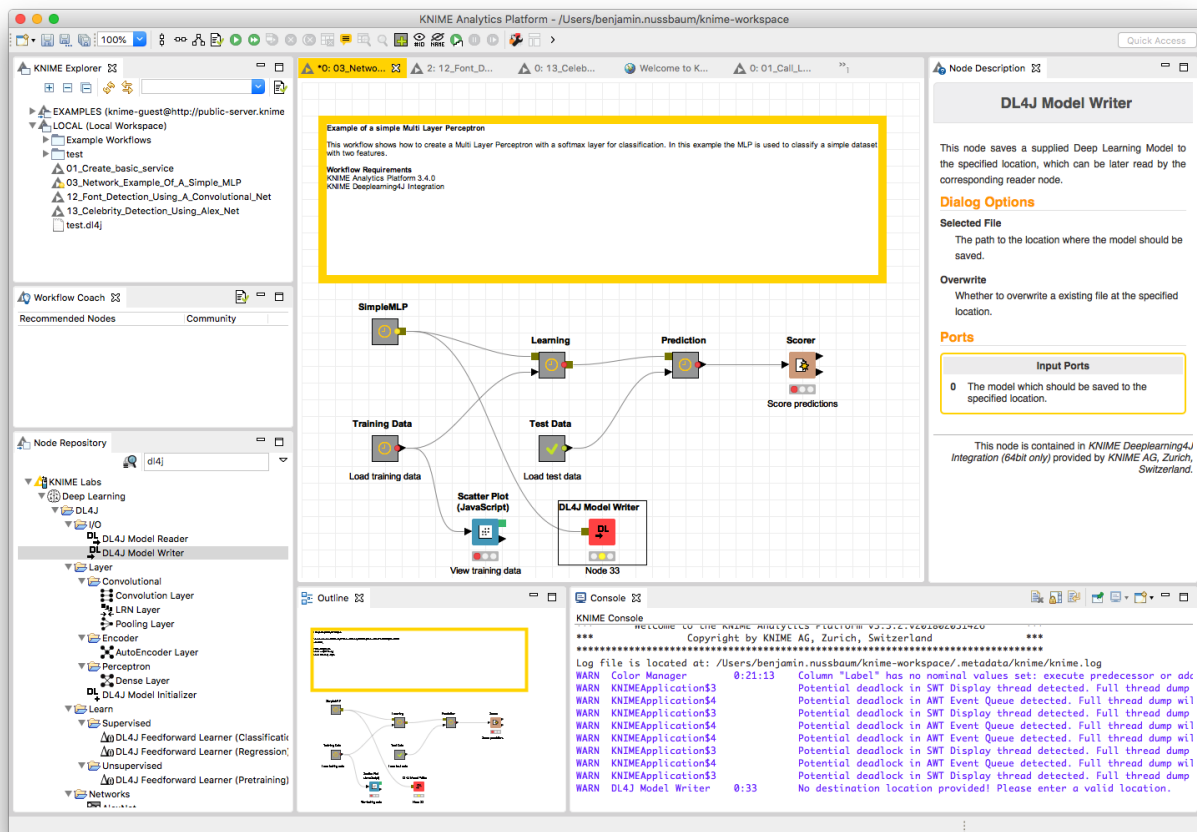 KNIME Analytics Platform - /Users/benjamin.nussbaum/knime-workspace
100%
Quick Access
KNIME Explorer
EXAMPLES (knime-guest@http://public-server.knime
LOCAL (Local Workspace)
Example Workflows
test
01_Create_basic_service
03_Network_Example_Of_A_Simple_MLP
12_Font_Detection_Using_A_Convolutional_Net
13_Celebrity_Detection_Using_Alex_Net
test.dl4j
Workflow Coach
Recommended Nodes Community
Node Repository
dl4j
KNIME Labs
Deep Learning
DL4J
I/O
DL4J Model Reader
DL4J Model Writer
Layer
Convolutional
Convolution Layer
LRN Layer
Pooling Layer
Encoder
AutoEncoder Layer
Perceptron
Dense Layer
DL4J Model Initializer
Learn
Supervised
DL4J Feedforward Learner (Classificatio
DL4J Feedforward Learner (Regression)
Unsupervised
DL4J Feedforward Learner (Pretraining)
Networks
*0: 03_Netwo... 2: 12_Font_D... 0: 13_Celeb... Welcome to K... 0: 01_Call_L... 1
Example of a simple Multi Layer Perceptron
This workflow shows how to create a Multi Layer Perceptron with a softmax layer for classification. In this example the MLP is used to classify a simple dataset
with two features.
Workflow Requirements
KNIME Analytics Platform 3.4.0
KNIME Deeplearning4J Integration
SimpleMLP
Learning
Prediction
Scorer
Score predictions
Training Data
Load training data
Test Data
Load test data
Scatter Plot
(JavaScript)
View training data
DL4J Model Writer
DL
Node 33
Outline
Console
KNIME Console
*** Welcome to the KNIME Analytics Platform v3.5.2.v201802051426 ***
*** Copyright by KNIME AG, Zurich, Switzerland ***
Log file is located at: /Users/benjamin.nussbaum/knime-workspace/.metadata/knime/knime.log
WARN Color Manager 0:21:13 Column "Label" has no nominal values set: execute predecessor or add
WARN KNIMEApplication$3 Potential deadlock in SWT Display thread detected. Full thread dump
WARN KNIMEApplication$4 Potential deadlock in AWT Event Queue detected. Full thread dump wil
WARN KNIMEApplication$3 Potential deadlock in SWT Display thread detected. Full thread dump
WARN KNIMEApplication$4 Potential deadlock in AWT Event Queue detected. Full thread dump wil
WARN KNIMEApplication$4 Potential deadlock in AWT Event Queue detected. Full thread dump wil
WARN KNIMEApplication$3 Potential deadlock in SWT Display thread detected. Full thread dump
WARN KNIMEApplication$4 Potential deadlock in AWT Event Queue detected. Full thread dump wil
WARN KNIMEApplication$3 Potential deadlock in SWT Display thread detected. Full thread dump
WARN DL4J Model Writer 0:33 No destination location provided! Please enter a valid location.
Node Description
DL4J Model Writer
This node saves a supplied Deep Learning Model to
the specified location, which can be later read by the
corresponding reader node.
Dialog Options
Selected File
The path to the location where the model should be
saved.
Overwrite
Whether to overwrite a existing file at the specified
location.
Ports
Input Ports
0 The model which should be saved to the
specified location.
This node is contained in KNIME Deeplearning4J
Integration (64bit only) provided by KNIME AG, Zurich,
Switzerland.